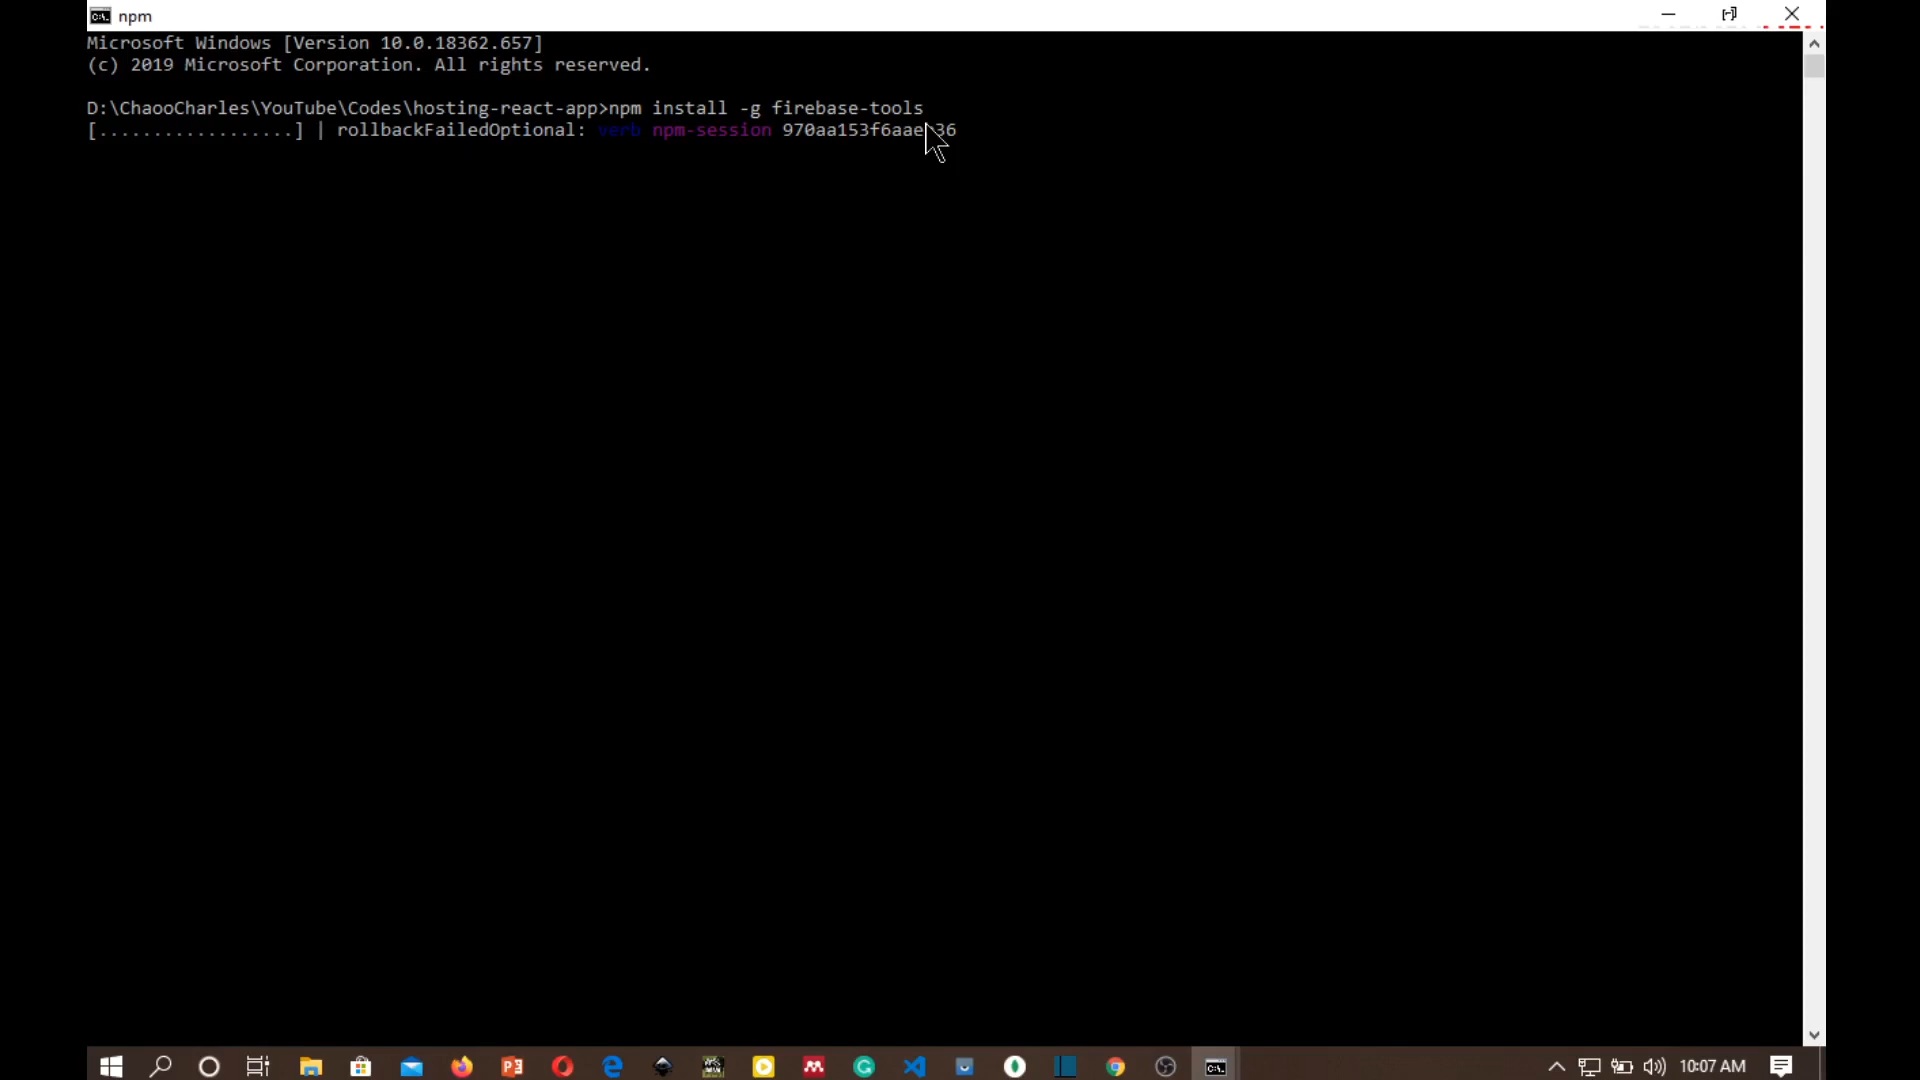 npm
Microsoft Windows [Version 10.0.18362.657]
(c) 2019 Microsoft Corporation. All rights reserved.
D:\ChaooCharles\YouTube\Codes\hosting-react-app>npm install -g firebase-tools
[..................] | rollbackFailedOptional: verb npm-session
10:07 AM